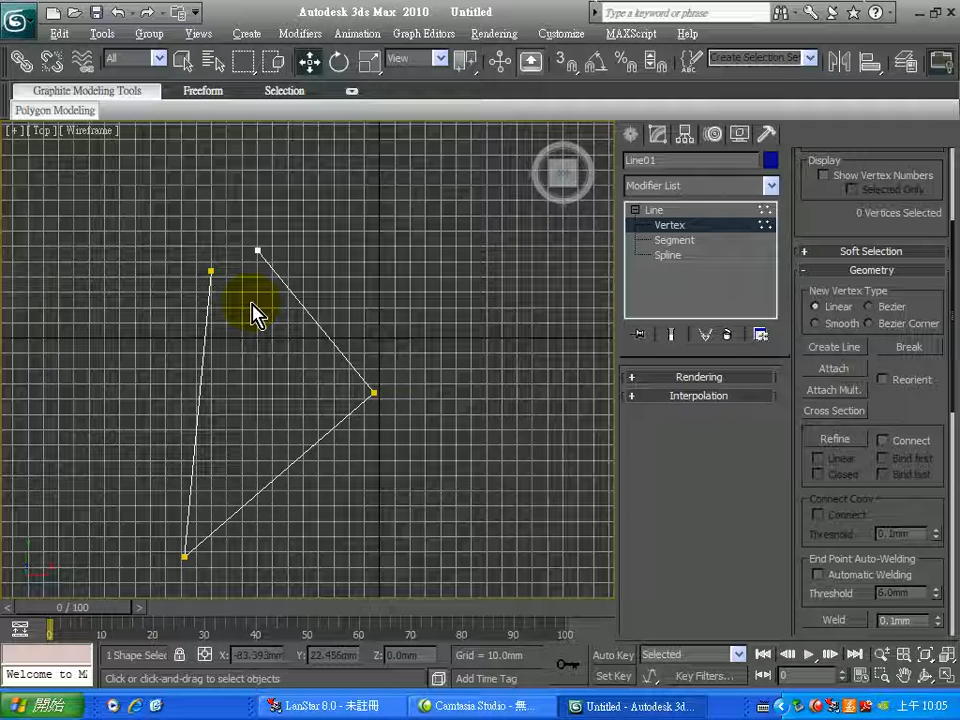 Autodesk 3ds Max 2010 Untitled
Type a keyword or phrase
Edit Tools Group Views Create Modifiers Animation Graph Editors Rendering Customize MAXScript Help
All View 3 Create Selection Se
Graphite Modeling Tools Freeform Selection
Polygon Modeling
[ + ] [ Top ] [ Wireframe ]
Line01
Modifier List
Line
Vertex
Segment
Spline
+ Rendering
+ Interpolation
Display
Show Vertex Numbers
Selected Only
0 Vertices Selected
+ Soft Selection
- Geometry
New Vertex Type
Linear Bezier
Smooth Bezier Corner
Create Line Break
Attach
Reorient
Attach Mult.
Cross Section
Refine Connect
Linear Bind first
Closed Bind last
Connect Copy
Connect
Threshold 0.1mm
End Point Auto-Welding
Automatic Welding
Threshold 6.0mm
Weld 0.1mm
< 0 / 100 >
0 10 20 30 40 50 60 70 80 90 100
1 Shape Selec X: -83.393mm Y: 22.456mm Z: 0.0mm Grid = 10.0mm Auto Key Selected
Welcome to M Click or click-and-drag to select objects Add Time Tag Set Key Key Filters... 0
開始 LanStar 8.0 - 未註冊 Camtasia Studio - 無... Untitled - Autodesk 3d... 上午 10:05